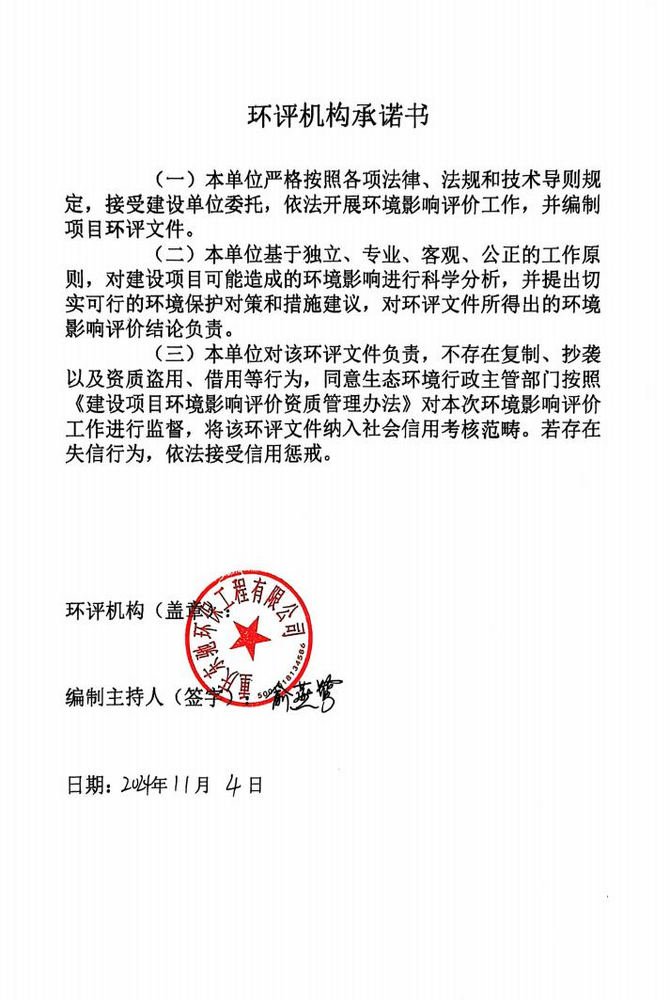 环评机构承诺书
（一）本单位严格按照各项法律、法规和技术导则规
定，接受建设单位委托，依法开展环境影响评价工作，并编制
项目环评文件。
（二）本单位基于独立、专业、客观、公正的工作原
则，对建设项目可能造成的环境影响进行科学分析，并提出切
实可行的环境保护对策和措施建议，对环评文件所得出的环境
影响评价结论负责。
（三）本单位对该环评文件负责，不存在复制、抄袭
以及资质盗用、借用等行为，同意生态环境行政主管部门按照
《建设项目环境影响评价资质管理办法》对本次环境影响评价
工作进行监督，将该环评文件纳入社会信用考核范畴。若存在
失信行为，依法接受信用惩戒。
环评机构（盖章）：
重庆东驰环保工程有限公司
编制主持人（签字）：俞燕鹭
日期：2024年11月4日